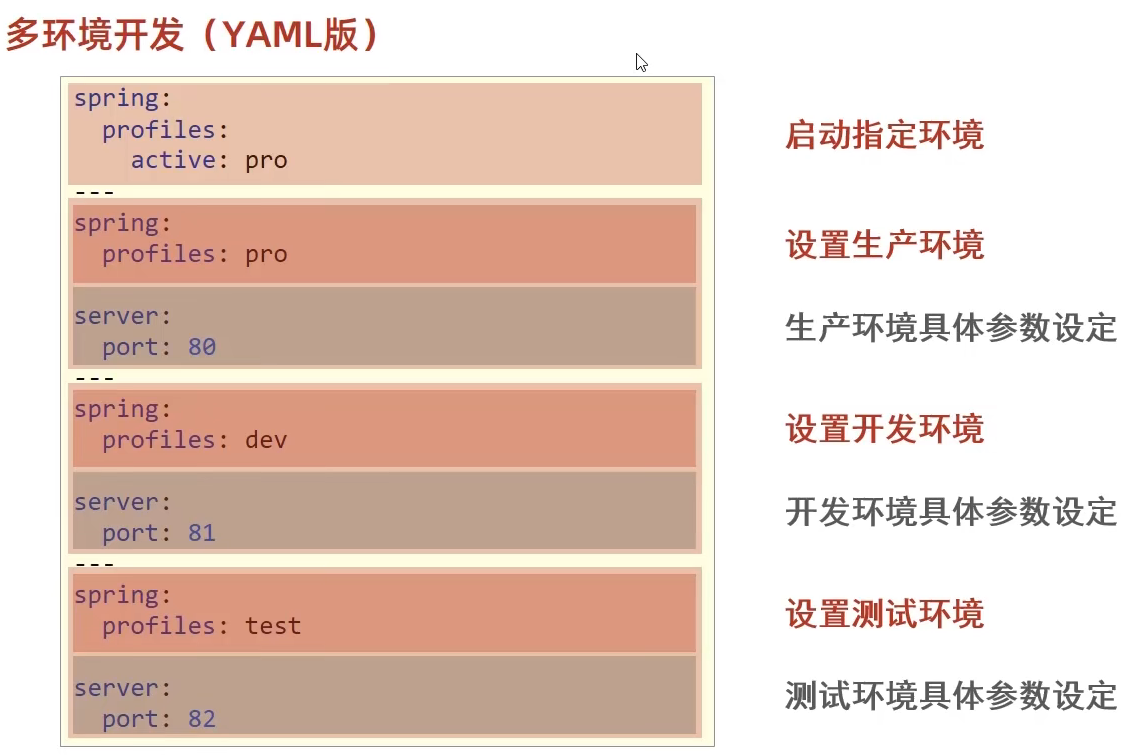 多环境开发（YAML版）
spring:
  profiles:
    active: pro
启动指定环境
---
spring:
  profiles: pro
设置生产环境
server:
  port: 80
生产环境具体参数设定
---
spring:
  profiles: dev
设置开发环境
server:
  port: 81
开发环境具体参数设定
---
spring:
  profiles: test
设置测试环境
server:
  port: 82
测试环境具体参数设定